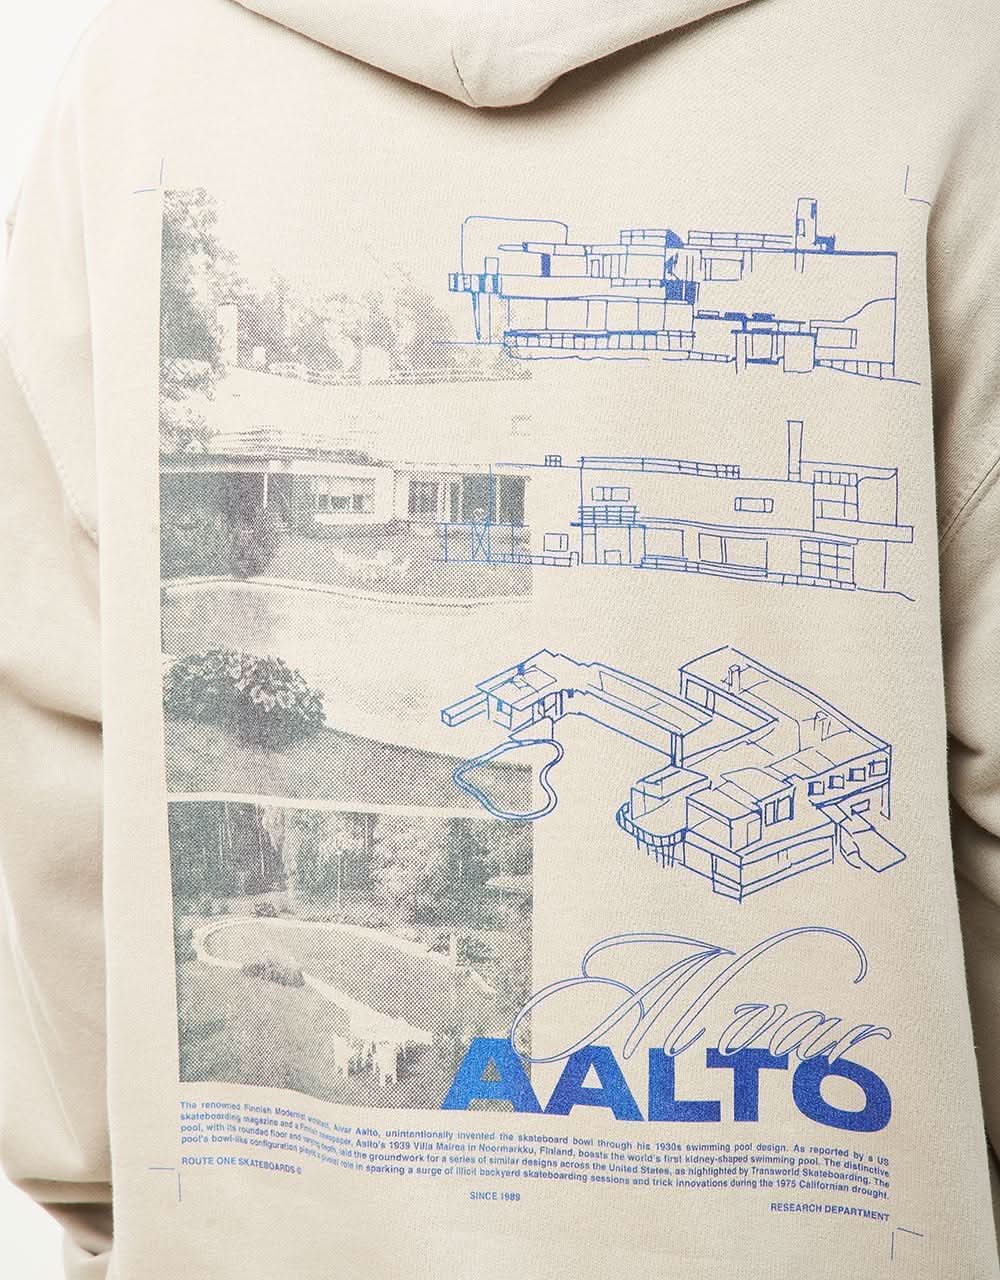 Alvar
AALTO
The renowned Finnish Modernist Alvar Aalto, unintentionally invented the skateboard bowl through his 1930s swimming pool design. As reported by a US
skateboarding magazine and a Finnish newspaper, Aalto's 1939 Villa Mairea in Noormarkku, Finland, boasts the world's first kidney-shaped swimming pool. The distinctive
pool, with its rounded floor and varying depth, laid the groundwork for a series of similar designs across the United States, as highlighted by Transworld Skateboarding. The
pool's bowl-like configuration played a pivotal role in sparking a surge of illicit backyard skateboarding sessions and trick innovations during the 1975 Californian drought.
ROUTE ONE SKATEBOARDS ©
SINCE 1989
RESEARCH DEPARTMENT